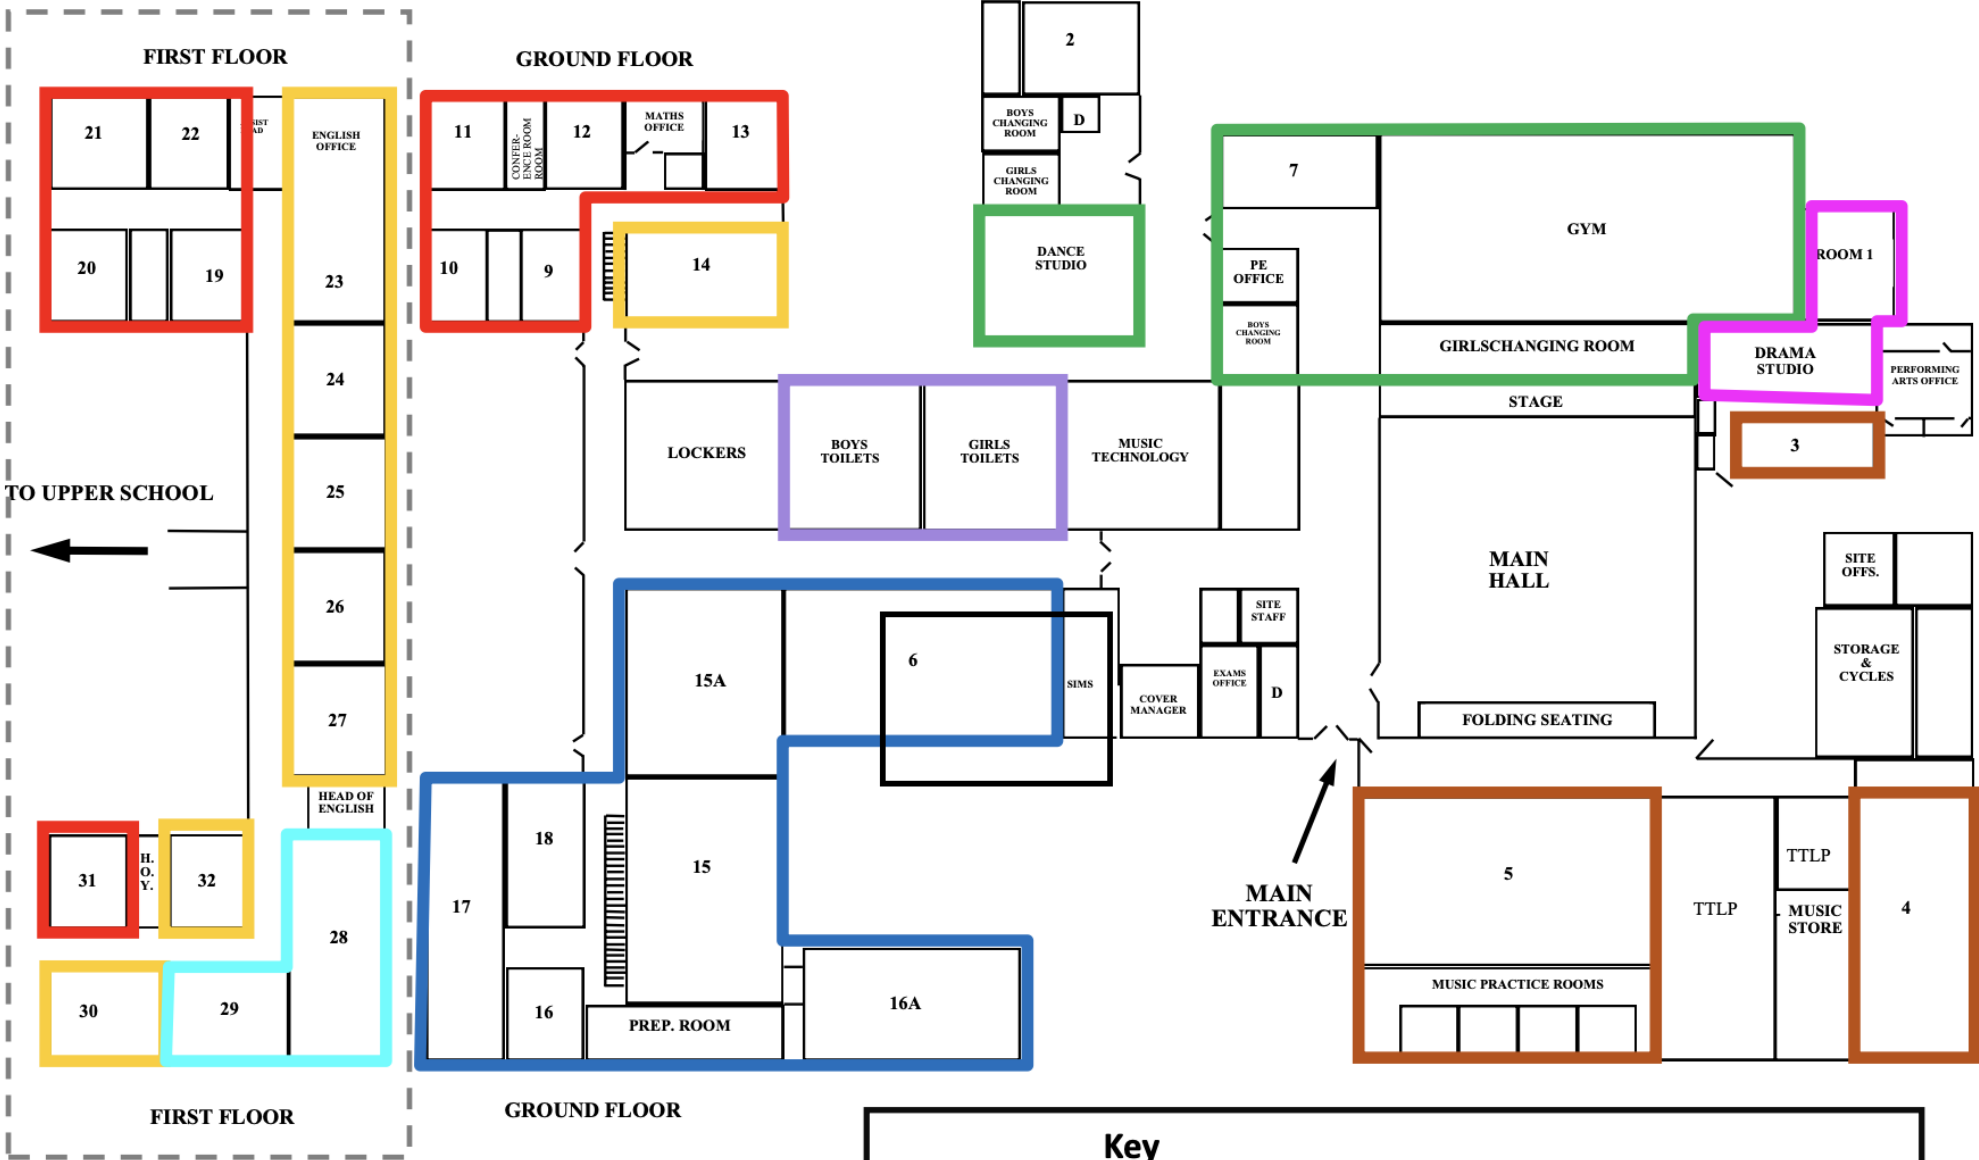 FIRST FLOOR
GROUND FLOOR
2
21
22
ENGLISH
OFFICE
11
CONFER-
ENCE ROOM
ROOM
12
MATHS
OFFICE
13
BOYS
CHANGING
ROOM
D
GIRLS
CHANGING
ROOM
7
GYM
ROOM 1
20
19
23
10
9
14
DANCE
STUDIO
PE
OFFICE
BOYS
CHANGING
ROOM
GIRLSCHANGING ROOM
DRAMA
STUDIO
PERFORMING
ARTS OFFICE
24
STAGE
LOCKERS
BOYS
TOILETS
GIRLS
TOILETS
MUSIC
TECHNOLOGY
3
25
TO UPPER SCHOOL
MAIN
HALL
SITE
OFFS.
26
SITE
STAFF
15A
6
SIMS
COVER
MANAGER
EXAMS
OFFICE
D
STORAGE
&
CYCLES
27
FOLDING SEATING
HEAD OF
ENGLISH
31
H.
O.
Y.
32
18
15
17
28
MAIN
ENTRANCE
5
TTLP
TTLP
MUSIC
STORE
4
30
29
16
PREP. ROOM
16A
MUSIC PRACTICE ROOMS
FIRST FLOOR
GROUND FLOOR
Key